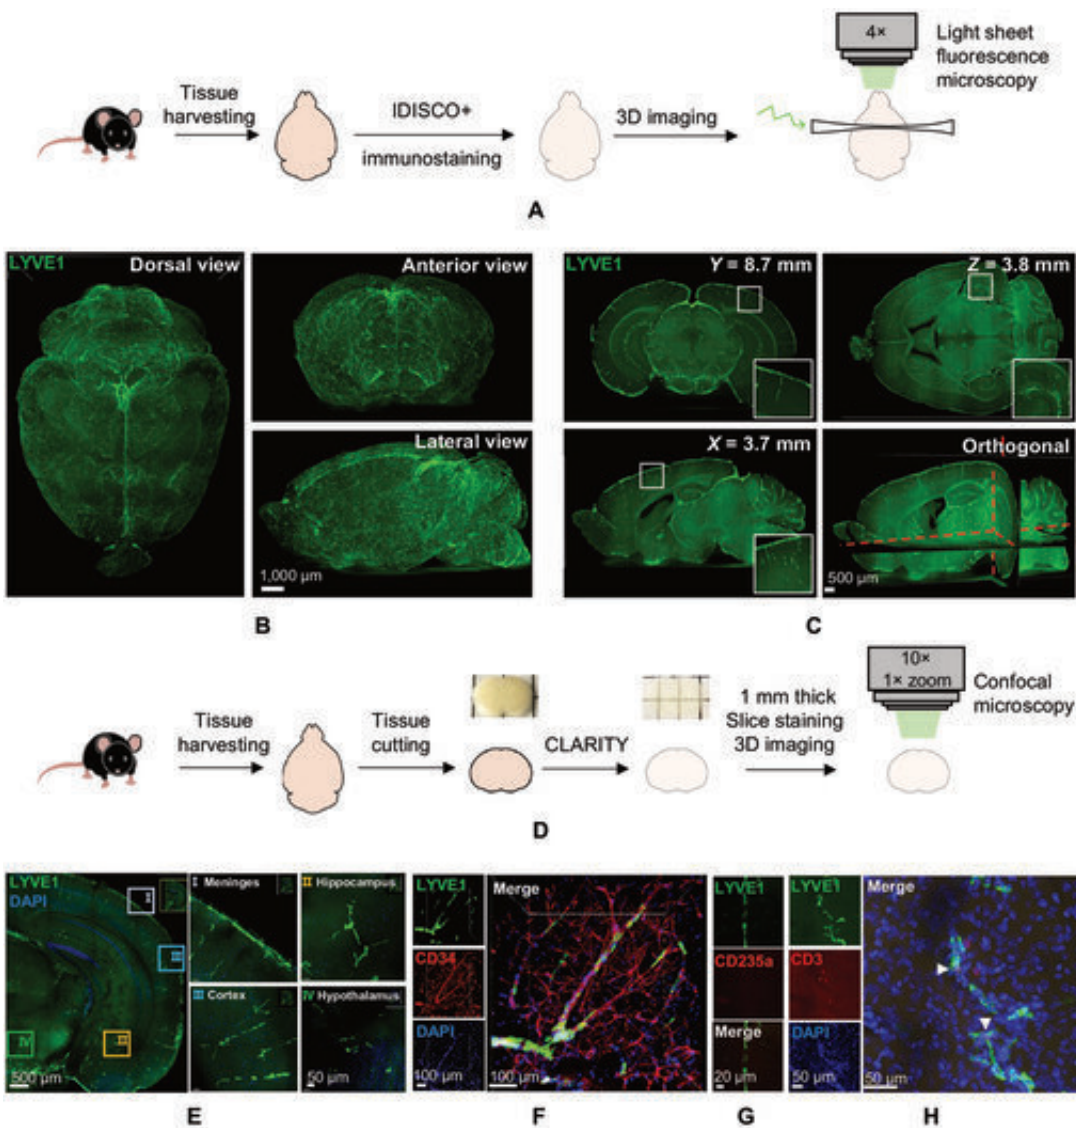 Tissue
harvesting
IDISCO+
immunostaining
3D imaging
4×
Light sheet
fluorescence
microscopy
A
LYVE1
Dorsal view
Anterior view
Lateral view
1,000 μm
B
LYVE1
Y = 8.7 mm
Z = 3.8 mm
X = 3.7 mm
Orthogonal
500 μm
C
Tissue
harvesting
Tissue
cutting
CLARITY
1 mm thick
Slice staining
3D imaging
10×
1× zoom
Confocal
microscopy
D
LYVE1
DAPI
I
III
II
IV
500 μm
I Meninges
II Hippocampus
III Cortex
IV Hypothalamus
50 μm
E
LYVE1
CD34
DAPI
100 μm
Merge
100 μm
F
LYVE1
CD235a
Merge
20 μm
G
LYVE1
CD3
DAPI
50 μm
Merge
50 μm
H